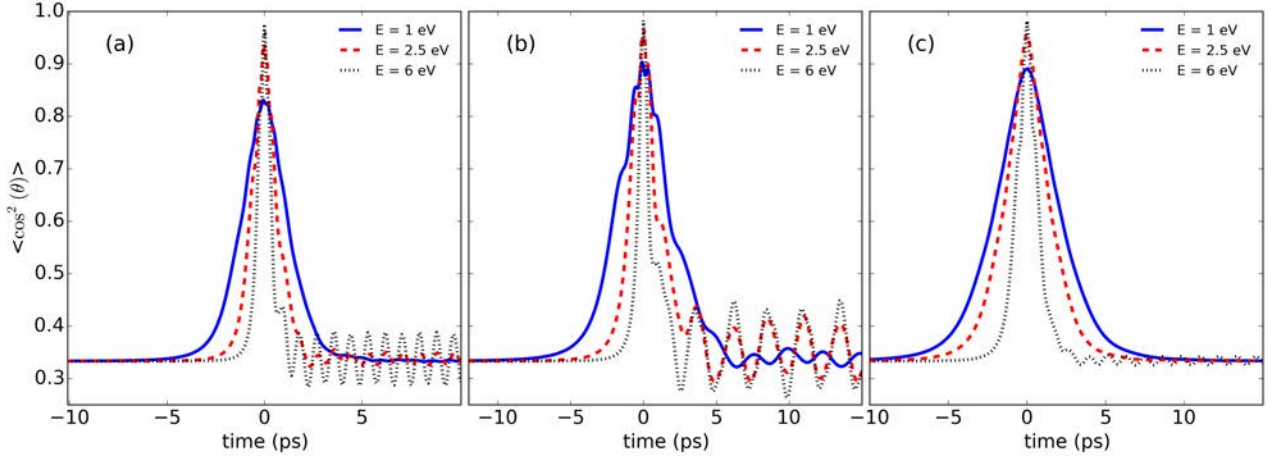 (a)
E = 1 eV
E = 2.5 eV
E = 6 eV
(b)
E = 1 eV
E = 2.5 eV
E = 6 eV
(c)
E = 1 eV
E = 2.5 eV
E = 6 eV
<cos² (θ)>
1.0
0.9
0.8
0.7
0.6
0.5
0.4
0.3
−10 −5 0 5
−10 −5 0 5 10 15
−10 −5 0 5 10
time (ps)
time (ps)
time (ps)